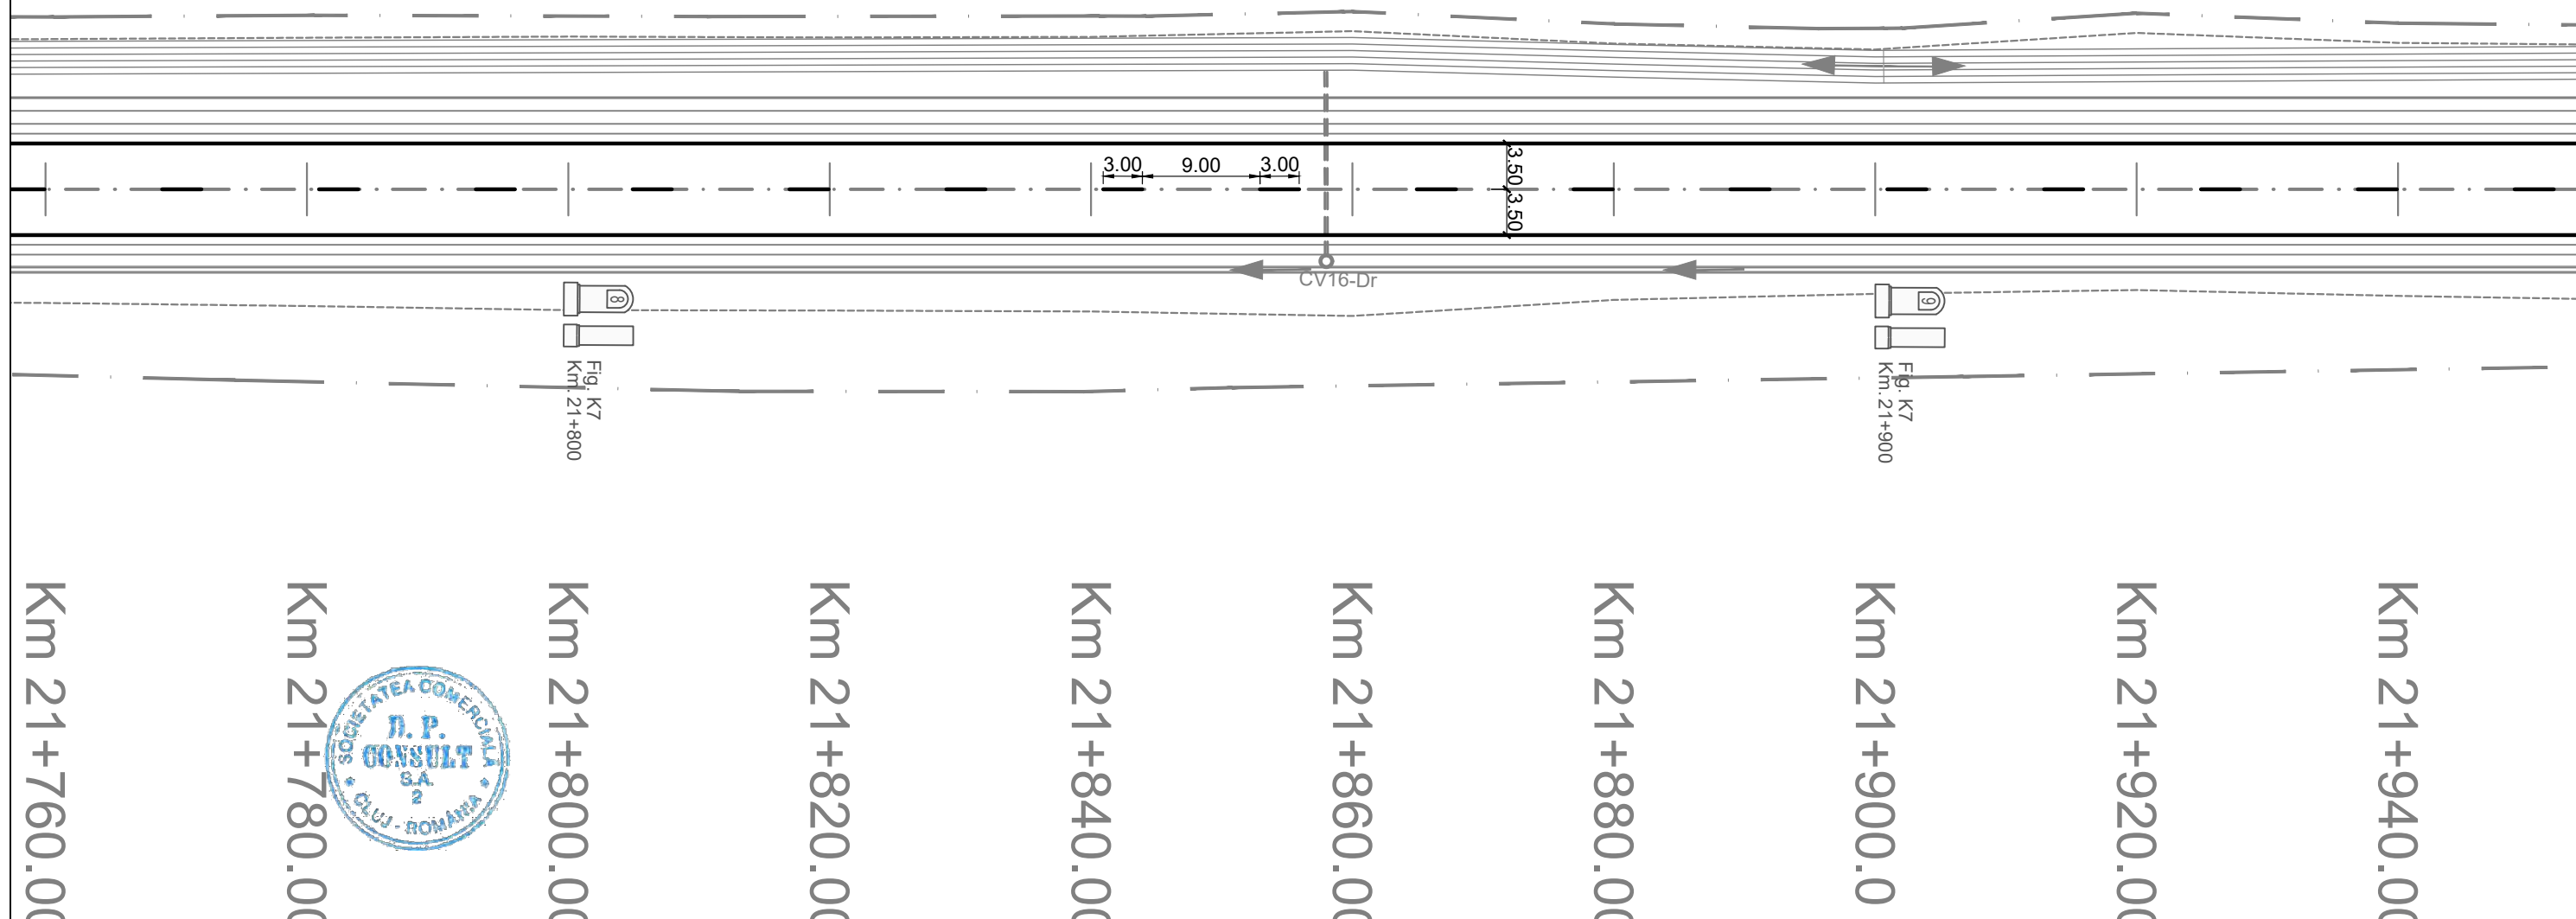 3.00
9.00
3.00
3.50
3.50
CV16-Dr
8
Fig. K7
Km. 21+800
9
Fig. K7
Km. 21+900
Km 21+760.00
Km 21+780.00
Km 21+800.00
Km 21+820.00
Km 21+840.00
Km 21+860.00
Km 21+880.00
Km 21+900.0
Km 21+920.00
Km 21+940.00
SOCIETATEA COMERCIALA
D. P.
CONSULT
S.A.
2
* CLUJ - ROMANIA *